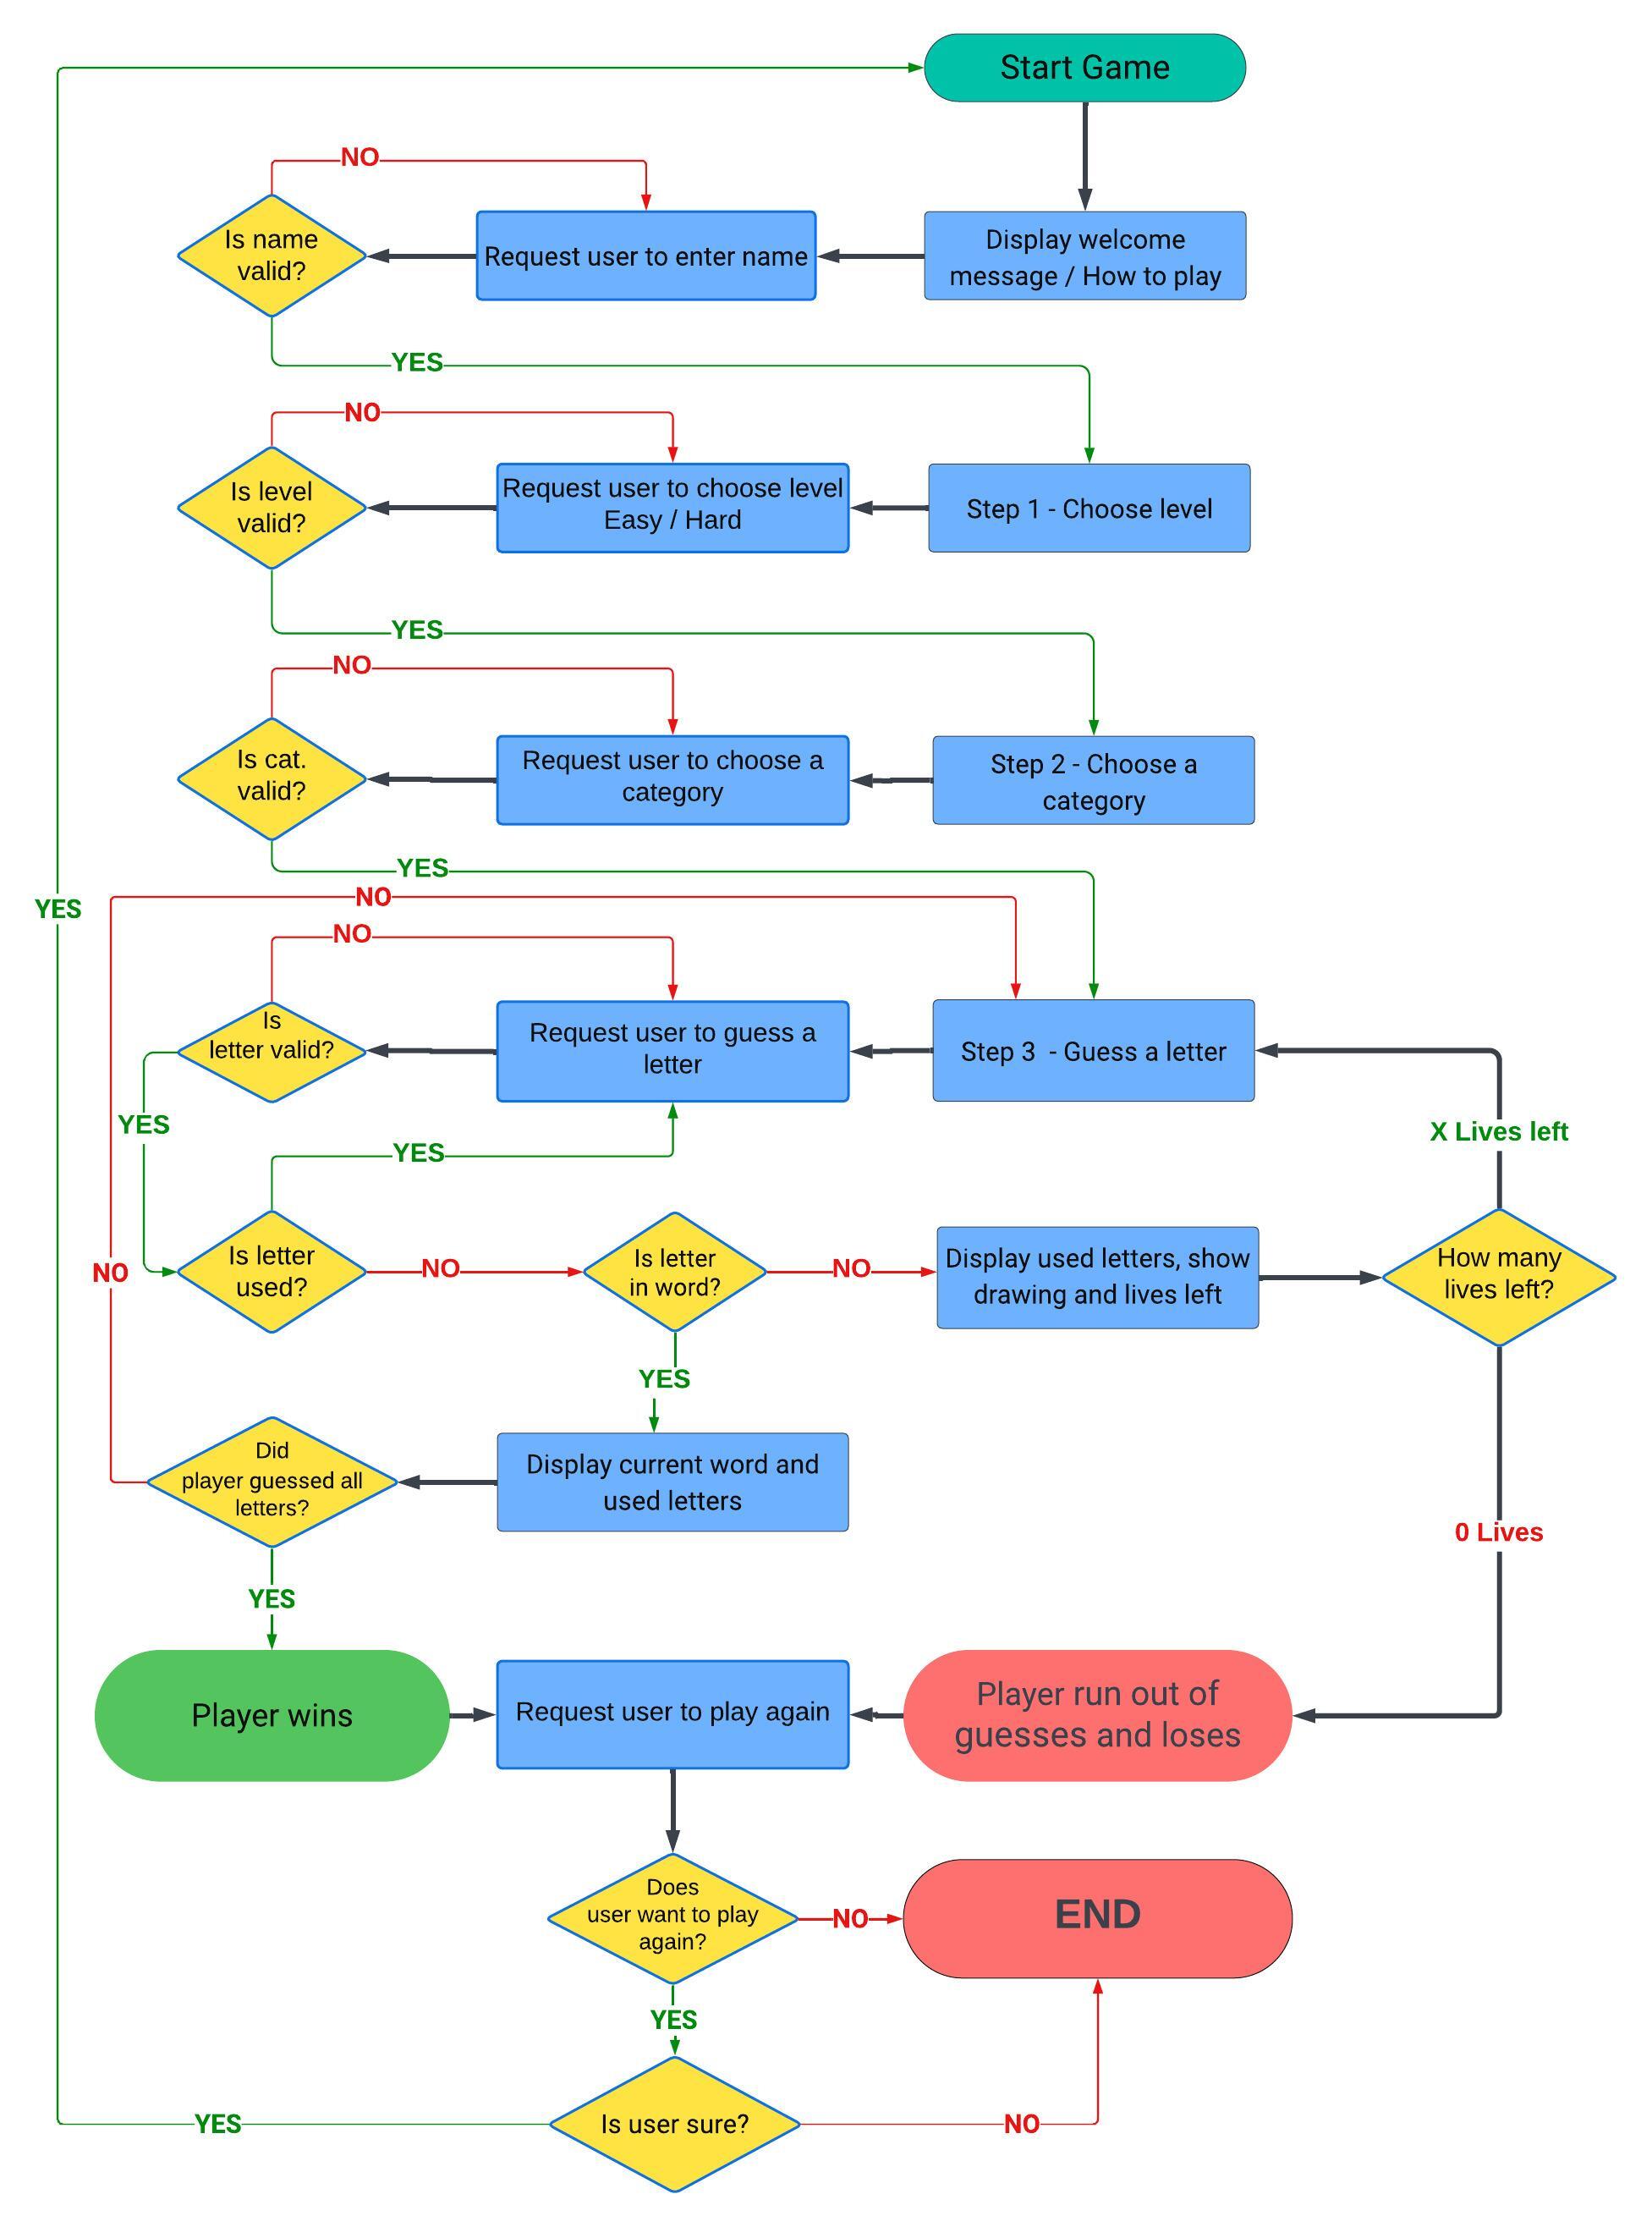 Start Game
NO
Is name
valid?
Request user to enter name
Display welcome
message / How to play
YES
NO
Is level
valid?
Request user to choose level
Easy / Hard
Step 1 - Choose level
YES
NO
Is cat.
valid?
Request user to choose a
category
Step 2 - Choose a
category
YES
NO
YES
NO
Is
letter valid?
Request user to guess a
letter
Step 3 - Guess a letter
YES
X Lives left
YES
Is letter
used?
NO
Is letter
in word?
NO
Display used letters, show
drawing and lives left
How many
lives left?
NO
YES
Did
player guessed all
letters?
Display current word and
used letters
0 Lives
YES
Player wins
Request user to play again
Player run out of
guesses and loses
Does
user want to play
again?
NO
END
YES
YES
Is user sure?
NO